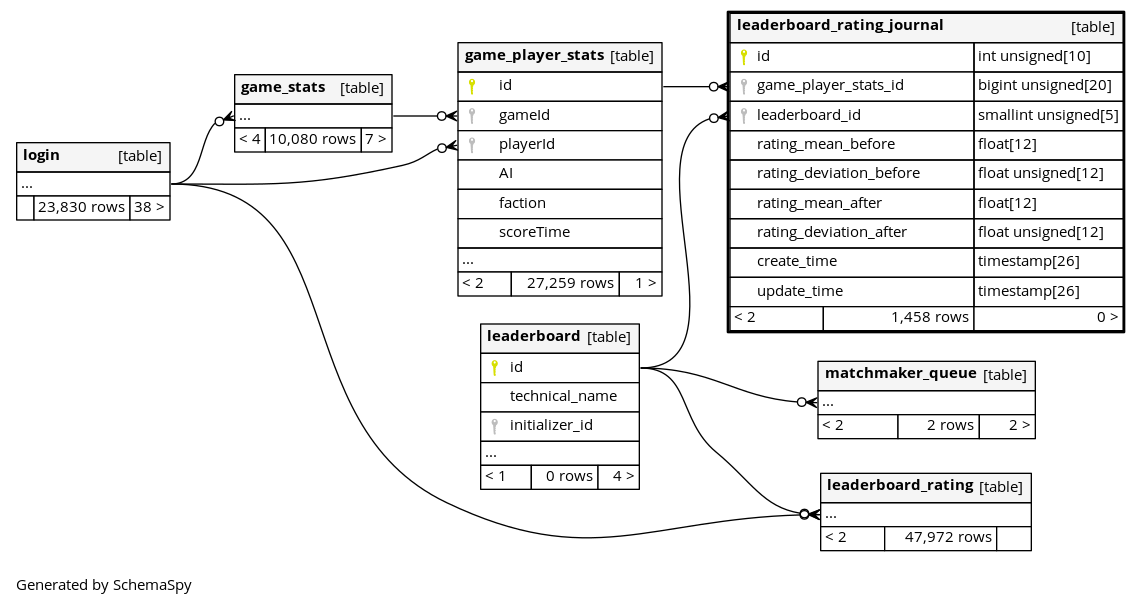 login [table]
...
23,830 rows 38 >
game_stats [table]
...
< 4 10,080 rows 7 >
game_player_stats [table]
id
gameId
playerId
AI
faction
scoreTime
...
< 2 27,259 rows 1 >
leaderboard_rating_journal [table]
id int unsigned[10]
game_player_stats_id bigint unsigned[20]
leaderboard_id smallint unsigned[5]
rating_mean_before float[12]
rating_deviation_before float unsigned[12]
rating_mean_after float[12]
rating_deviation_after float unsigned[12]
create_time timestamp[26]
update_time timestamp[26]
< 2 1,458 rows 0 >
leaderboard [table]
id
technical_name
initializer_id
...
< 1 0 rows 4 >
matchmaker_queue [table]
...
< 2 2 rows 2 >
leaderboard_rating [table]
...
< 2 47,972 rows
Generated by SchemaSpy